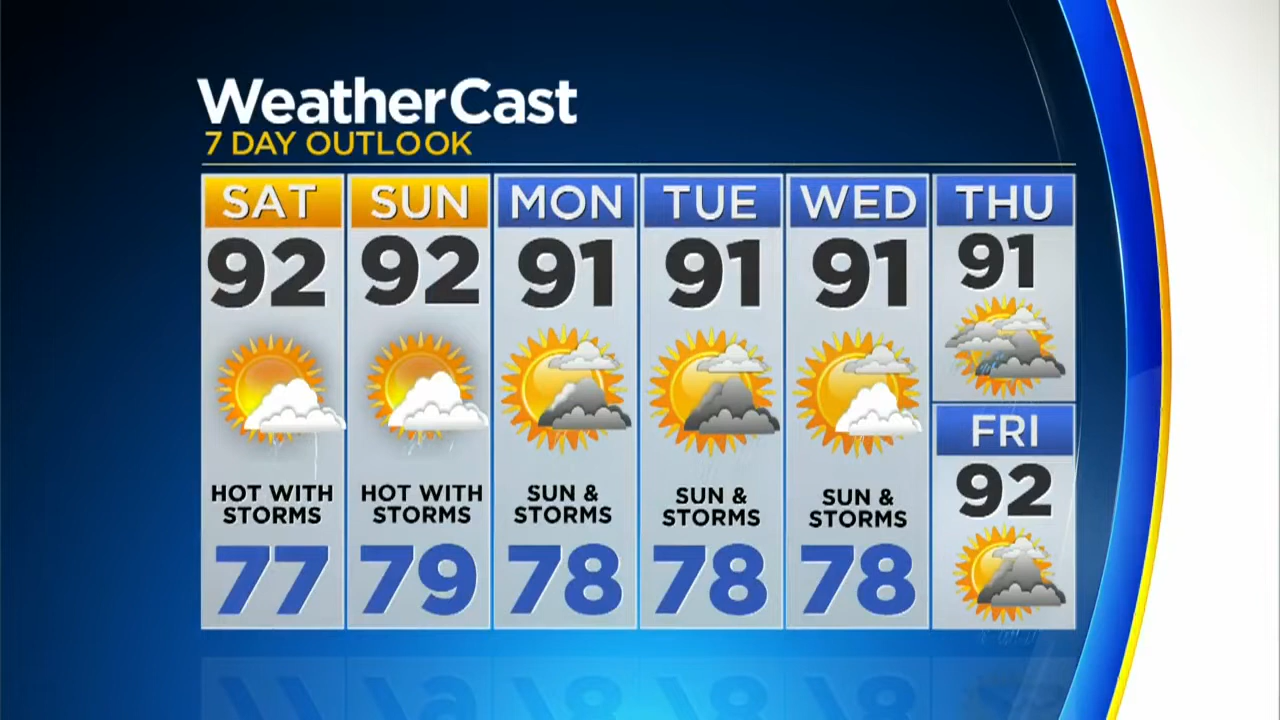 WeatherCast
7 DAY OUTLOOK
SAT
92
HOT WITH
STORMS
77
SUN
92
HOT WITH
STORMS
79
MON
91
SUN &
STORMS
78
TUE
91
SUN &
STORMS
78
WED
91
SUN &
STORMS
78
THU
91
FRI
92